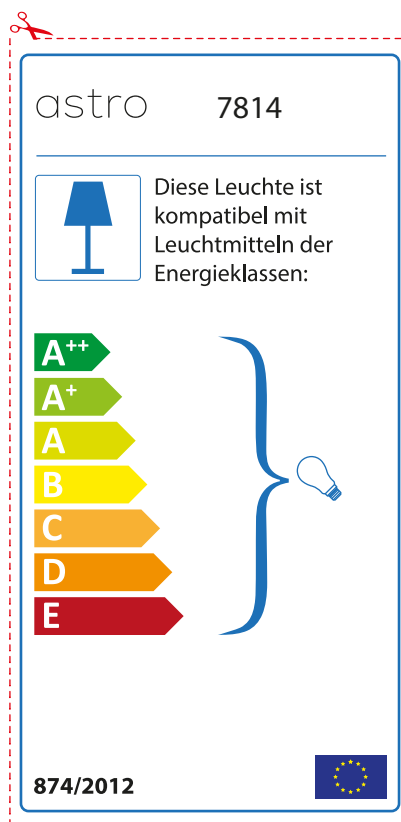 astro 7814
Diese Leuchte ist
kompatibel mit
Leuchtmitteln der
Energieklassen:
A++
A+
A
B
C
D
E
874/2012